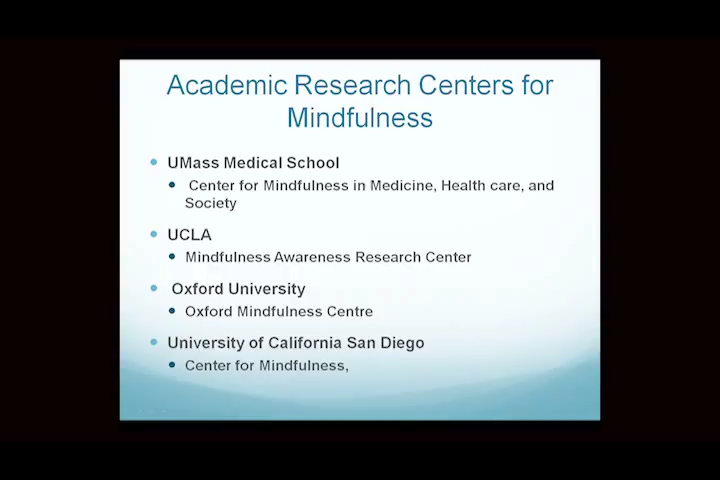 Academic Research Centers for
Mindfulness
UMass Medical School
Center for Mindfulness in Medicine, Health care, and
Society
UCLA
Mindfulness Awareness Research Center
Oxford University
Oxford Mindfulness Centre
University of California San Diego
Center for Mindfulness,